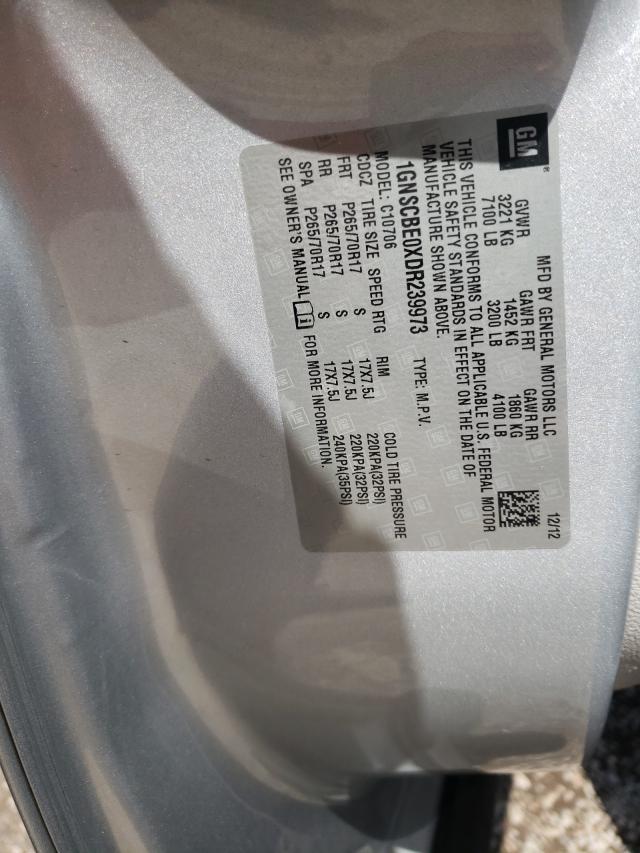 GM®
MFD BY GENERAL MOTORS LLC 12/12
GVWR GAWR FRT GAWR RR
3221 KG 1452 KG 1860 KG
7100 LB 3200 LB 4100 LB
THIS VEHICLE CONFORMS TO ALL APPLICABLE U.S. FEDERAL MOTOR
VEHICLE SAFETY STANDARDS IN EFFECT ON THE DATE OF
MANUFACTURE SHOWN ABOVE.
1GNSCBE0XDR239973 TYPE: M.P.V.
MODEL: C10706
CDCZ TIRE SIZE SPEED RTG RIM COLD TIRE PRESSURE
FRT P265/70R17 S 17X7.5J 220KPA(32PSI)
RR P265/70R17 S 17X7.5J 220KPA(32PSI)
SPA P265/70R17 S 17X7.5J 240KPA(35PSI)
SEE OWNER'S MANUAL FOR MORE INFORMATION.